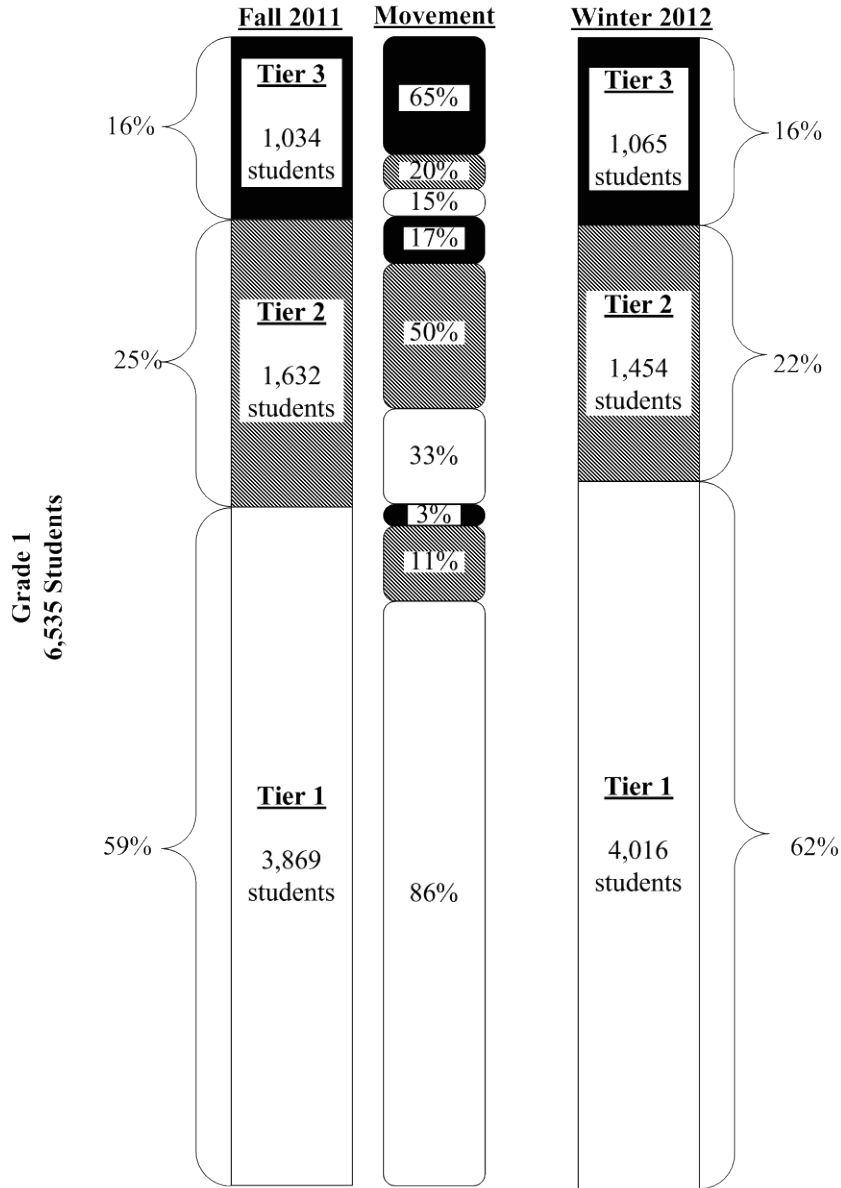 Fall 2011
Movement
Winter 2012
16%
Tier 3
1,034
students
65%
20%
15%
Tier 3
1,065
students
16%
25%
Tier 2
1,632
students
17%
50%
33%
Tier 2
1,454
students
22%
Grade 1
6,535 Students
59%
Tier 1
3,869
students
3%
11%
86%
Tier 1
4,016
students
62%